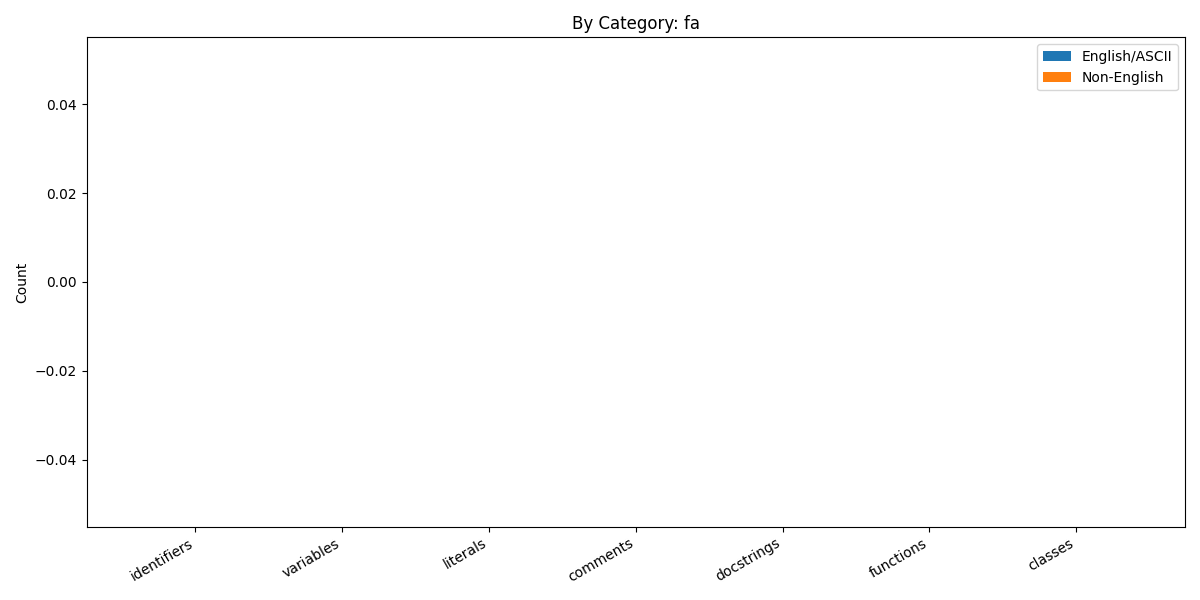 By Category: fa
English/ASCII
Non-English
0.04
0.02
0.00
−0.02
−0.04
Count
identifiers
variables
literals
comments
docstrings
functions
classes